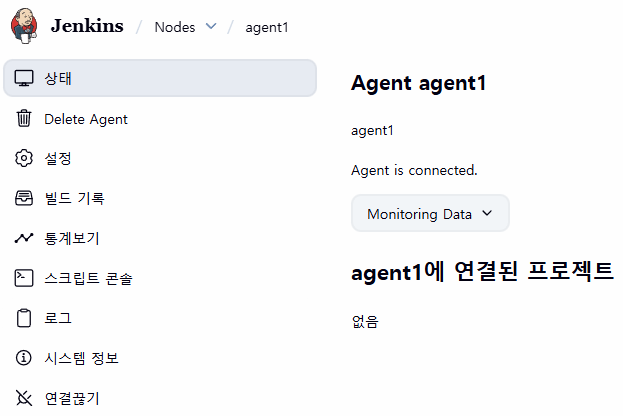 Jenkins / Nodes / agent1
상태
Delete Agent
설정
빌드 기록
통계보기
스크립트 콘솔
로그
시스템 정보
연결끊기
Agent agent1
agent1
Agent is connected.
Monitoring Data
agent1에 연결된 프로젝트
없음